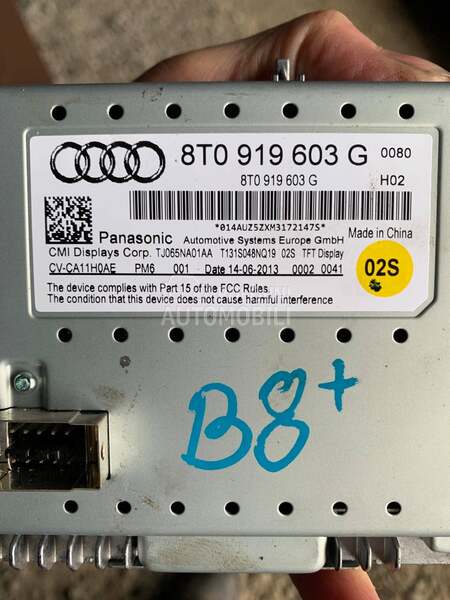 8T0 919 603 G 0080
8T0 919 603 G H02
*014AUZ5ZXM3172147S*
Made in China
Panasonic Automotive Systems Europe GmbH
CMI Displays Corp. TJ065NA01AA T131S048NQ19 02S TFT Display
CV-CA11H0AE PM6 001 Date 14-06-2013 0002 0041
02S
The device complies with Part 15 of the FCC Rules.
The condition that this device does not cause harmful interference
AUTOMOBILI
B8+